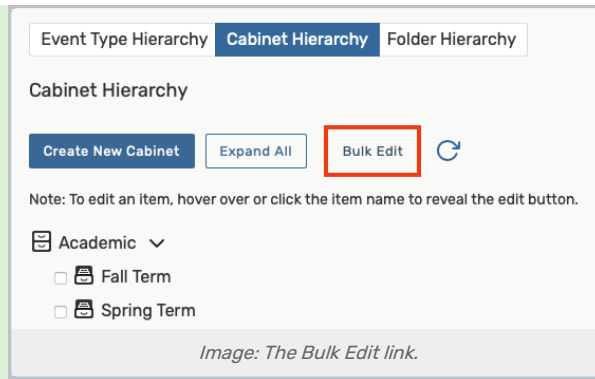 Event Type Hierarchy Cabinet Hierarchy Folder Hierarchy
Cabinet Hierarchy
Create New Cabinet Expand All Bulk Edit
Note: To edit an item, hover over or click the item name to reveal the edit button.
Academic
Fall Term
Spring Term
Image: The Bulk Edit link.